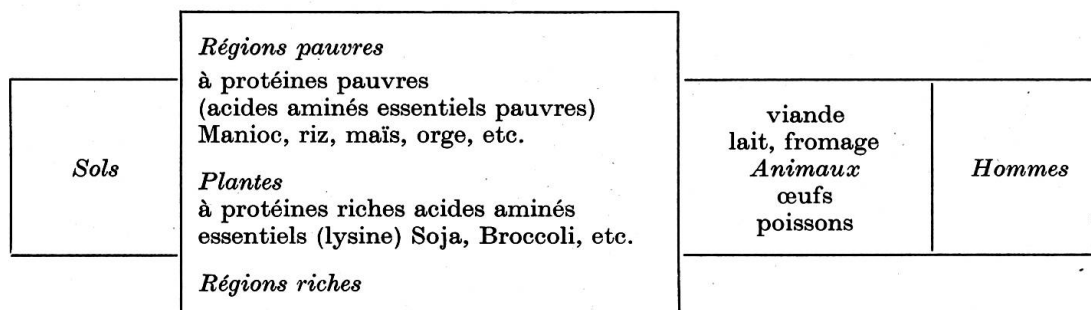 Régions pauvres
à protéines pauvres
(acides aminés essentiels pauvres)
Manioc, riz, maïs, orge, etc.
Sols
Plantes
à protéines riches acides aminés
essentiels (lysine) Soja, Broccoli, etc.
Régions riches
viande
lait, fromage
Animaux
œufs
poissons
Hommes